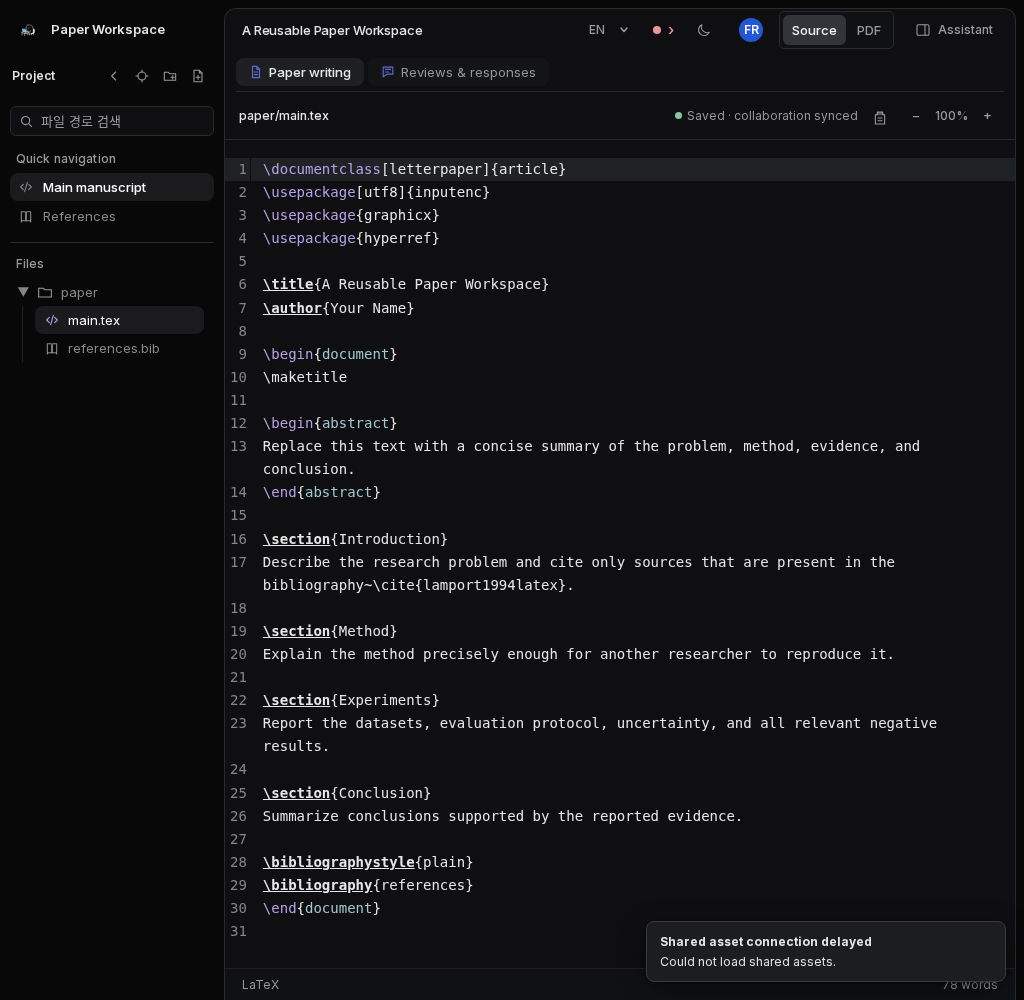 Paper Workspace
A Reusable Paper Workspace
EN
FR
Source
PDF
Assistant
Project
Paper writing
Reviews & responses
파일 경로 검색
paper/main.tex
Saved · collaboration synced
–
100%
+
Quick navigation
Main manuscript
References
Files
paper
main.tex
references.bib
1 \documentclass[letterpaper]{article}
2 \usepackage[utf8]{inputenc}
3 \usepackage{graphicx}
4 \usepackage{hyperref}
5
6 \title{A Reusable Paper Workspace}
7 \author{Your Name}
8
9 \begin{document}
10 \maketitle
11
12 \begin{abstract}
13 Replace this text with a concise summary of the problem, method, evidence, and
conclusion.
14 \end{abstract}
15
16 \section{Introduction}
17 Describe the research problem and cite only sources that are present in the
bibliography~\cite{lamport1994latex}.
18
19 \section{Method}
20 Explain the method precisely enough for another researcher to reproduce it.
21
22 \section{Experiments}
23 Report the datasets, evaluation protocol, uncertainty, and all relevant negative
results.
24
25 \section{Conclusion}
26 Summarize conclusions supported by the reported evidence.
27
28 \bibliographystyle{plain}
29 \bibliography{references}
30 \end{document}
31
Shared asset connection delayed
Could not load shared assets.
LaTeX
78 words